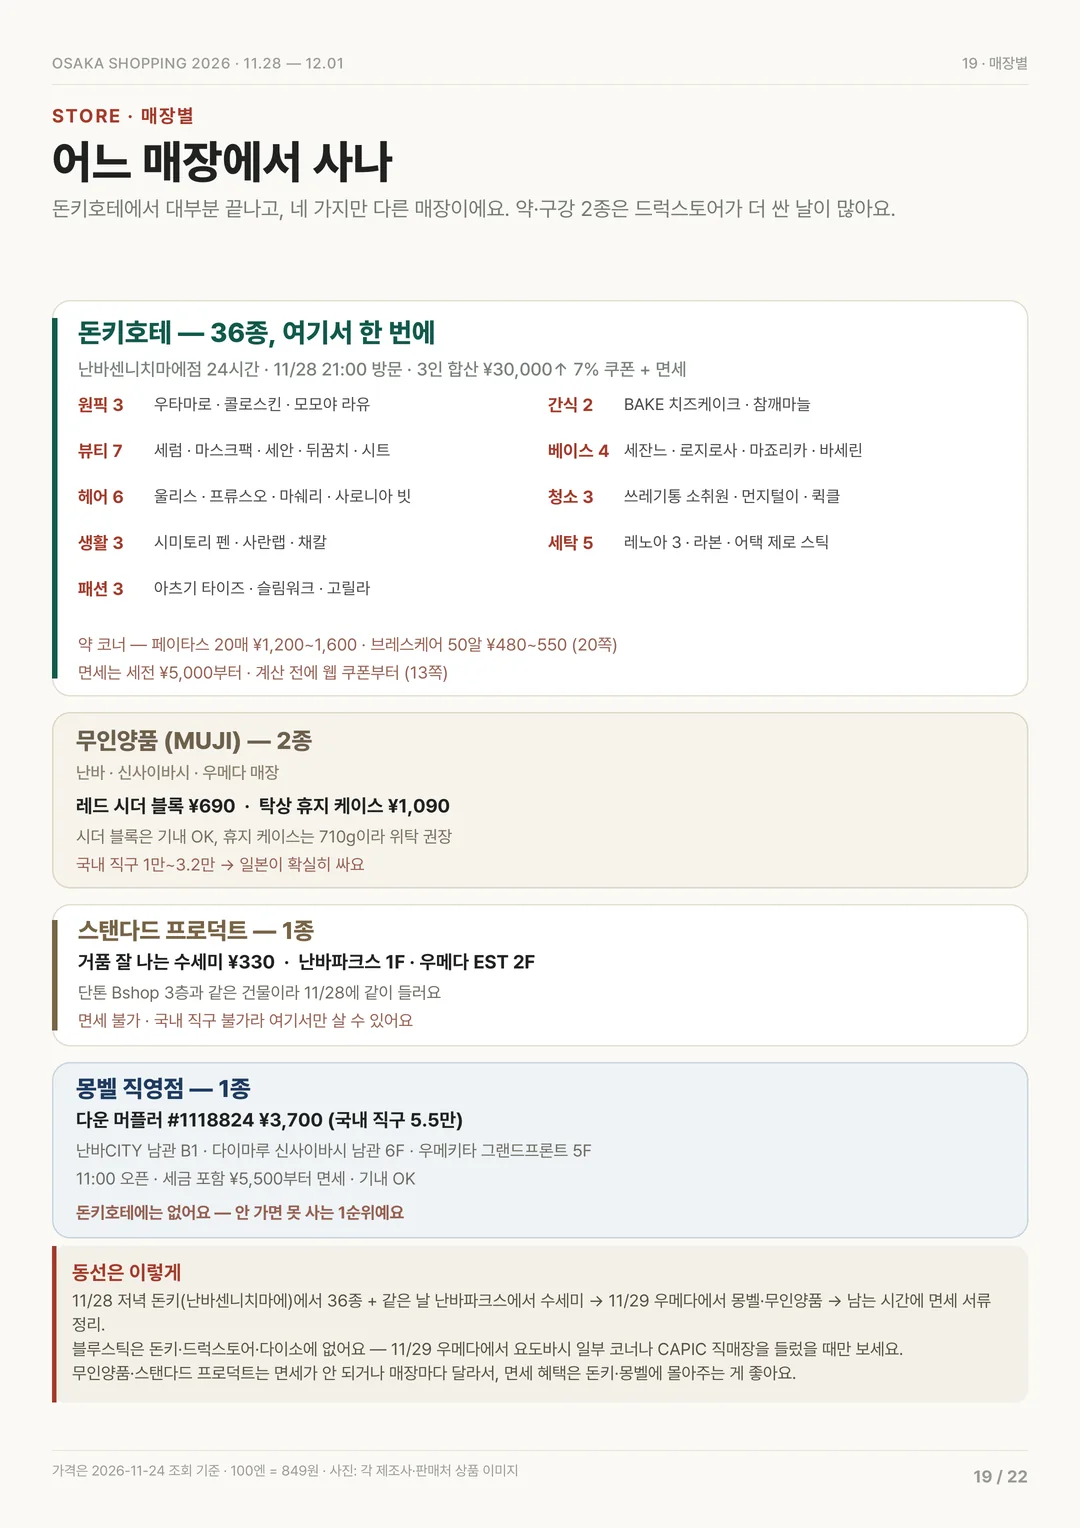 OSAKA SHOPPING 2026 · 11.28 — 12.01
19 · 매장별
STORE · 매장별
어느 매장에서 사나
돈키호테에서 대부분 끝나고, 네 가지만 다른 매장이에요. 약·구강 2종은 드럭스토어가 더 싼 날이 많아요.
돈키호테 — 36종, 여기서 한 번에
난바센니치마에점 24시간 · 11/28 21:00 방문 · 3인 합산 ¥30,000↑ 7% 쿠폰 + 면세
원픽 3 우타마로 · 콜로스킨 · 모모야 라유
간식 2 BAKE 치즈케이크 · 참깨마늘
뷰티 7 세럼 · 마스크팩 · 세안 · 뒤꿈치 · 시트
베이스 4 세잔느 · 로지로사 · 마죠리카 · 바세린
헤어 6 울리스 · 프류스오 · 마쉐리 · 사로니아 빗
청소 3 쓰레기통 소취원 · 먼지털이 · 퀵클
생활 3 시미토리 펜 · 사란랩 · 채칼
세탁 5 레노아 3 · 라본 · 어택 제로 스틱
패션 3 아츠기 타이즈 · 슬림워크 · 고릴라
약 코너 — 페이타스 20매 ¥1,200~1,600 · 브레스케어 50알 ¥480~550 (20쪽)
면세는 세전 ¥5,000부터 · 계산 전에 웹 쿠폰부터 (13쪽)
무인양품 (MUJI) — 2종
난바 · 신사이바시 · 우메다 매장
레드 시더 블록 ¥690 · 탁상 휴지 케이스 ¥1,090
시더 블록은 기내 OK, 휴지 케이스는 710g이라 위탁 권장
국내 직구 1만~3.2만 → 일본이 확실히 싸요
스탠다드 프로덕트 — 1종
거품 잘 나는 수세미 ¥330 · 난바파크스 1F · 우메다 EST 2F
단톤 Bshop 3층과 같은 건물이라 11/28에 같이 들러요
면세 불가 · 국내 직구 불가라 여기서만 살 수 있어요
몽벨 직영점 — 1종
다운 머플러 #1118824 ¥3,700 (국내 직구 5.5만)
난바CITY 남관 B1 · 다이마루 신사이바시 남관 6F · 우메키타 그랜드프론트 5F
11:00 오픈 · 세금 포함 ¥5,500부터 면세 · 기내 OK
돈키호테에는 없어요 — 안 가면 못 사는 1순위예요
동선은 이렇게
11/28 저녁 돈키(난바센니치마에)에서 36종 + 같은 날 난바파크스에서 수세미 → 11/29 우메다에서 몽벨·무인양품 → 남는 시간에 면세 서류
정리.
블루스틱은 돈키·드럭스토어·다이소에 없어요 — 11/29 우메다에서 요도바시 일부 코너나 CAPIC 직매장을 들렀을 때만 보세요.
무인양품·스탠다드 프로덕트는 면세가 안 되거나 매장마다 달라서, 면세 혜택은 돈키·몽벨에 몰아주는 게 좋아요.
가격은 2026-11-24 조회 기준 · 100엔 = 849원 · 사진: 각 제조사·판매처 상품 이미지
19 / 22